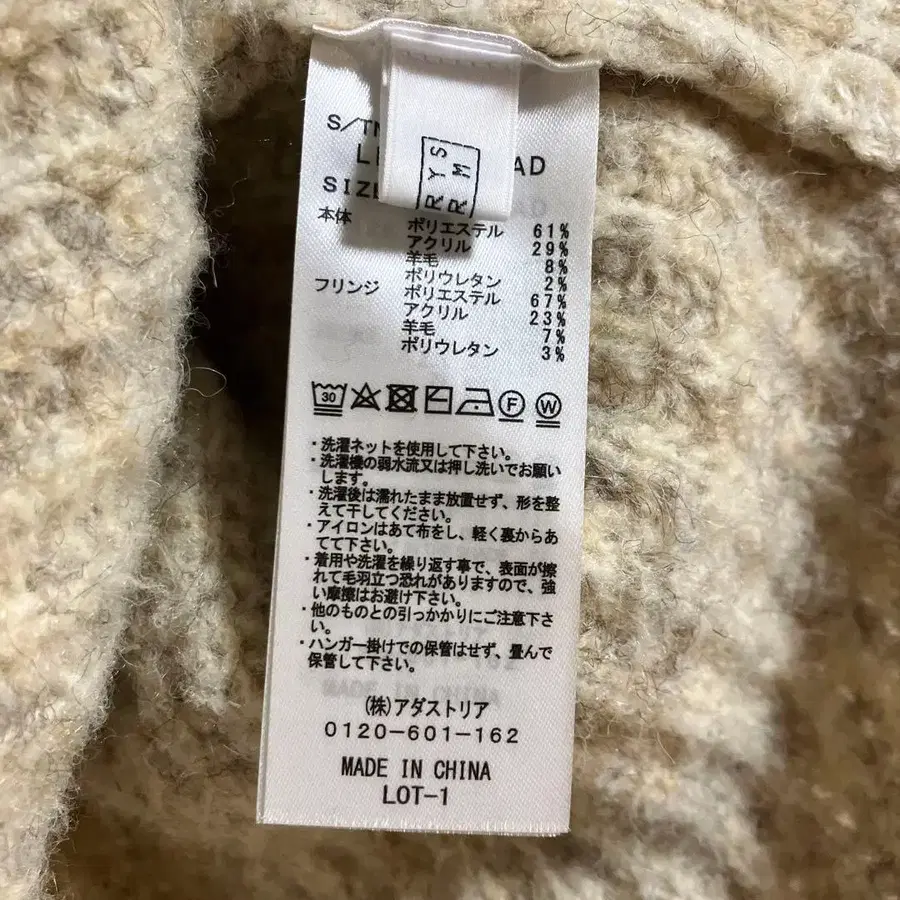 S/TN
AD
SIZE
RYS
RM
本体 ポリエステル 61%
アクリル 29%
羊毛 8%
ポリウレタン 2%
フリンジ ポリエステル 67%
アクリル 23%
羊毛 7%
ポリウレタン 3%
30 F W
・洗濯ネットを使用して下さい。
・洗濯機の弱水流又は押し洗いでお願い
します。
・洗濯後は濡れたまま放置せず、形を整
えて干してください。
・アイロンはあて布をし、軽く裏からあ
てて下さい。
・着用や洗濯を繰り返す事で、表面が擦
れて毛羽立つ恐れがありますので、強
い摩擦はお避け下さい。
・他のものとの引っかかりにご注意下さ
い。
・ハンガー掛けでの保管はせず、畳んで
保管して下さい。
(株)アダストリア
0120-601-162
MADE IN CHINA
LOT-1